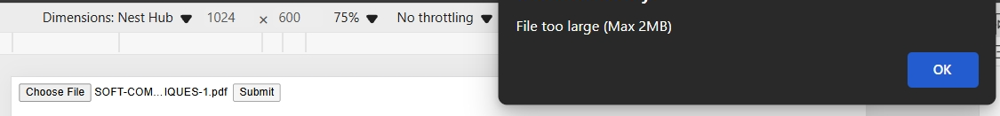 Dimensions: Nest Hub ▼ 1024 × 600 75% ▼ No throttling ▼
File too large (Max 2MB)
OK
Choose File SOFT-COM...IQUES-1.pdf Submit